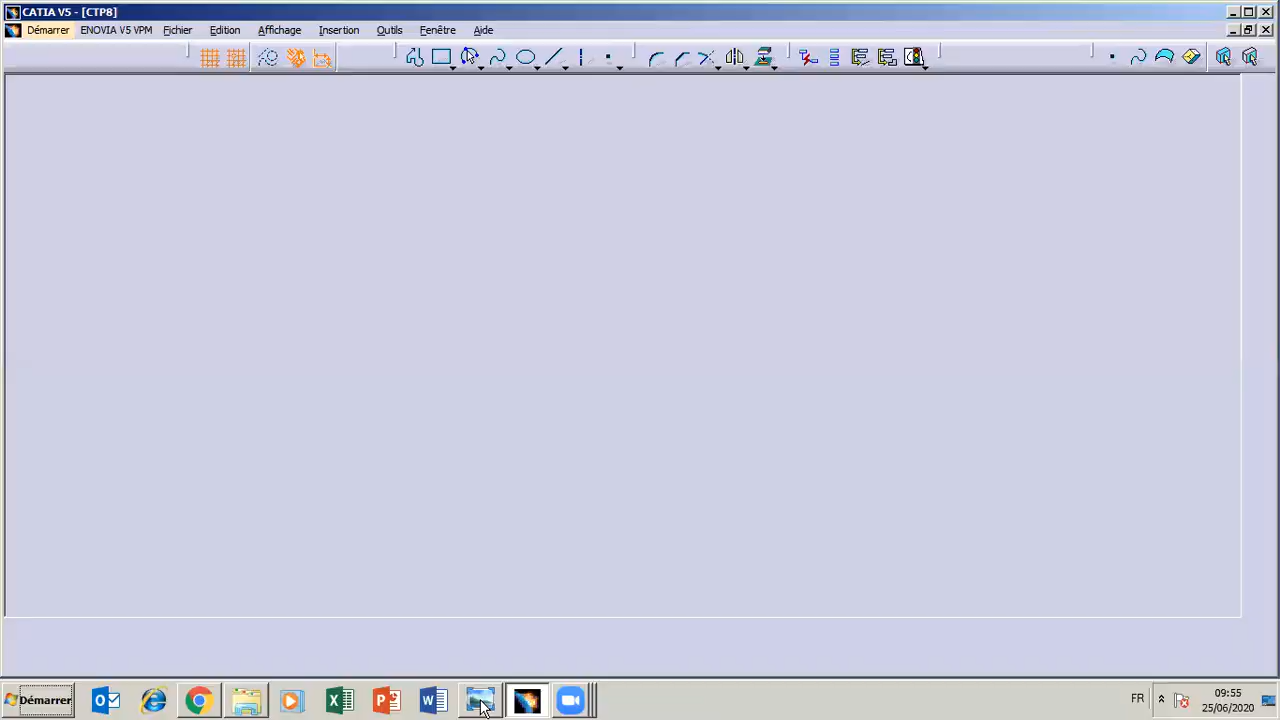 CATIA V5 - [CTP8]
Démarrer ENOVIA V5 VPM Fichier Edition Affichage Insertion Outils Fenêtre Aide
Démarrer
FR
09:55
25/06/2020